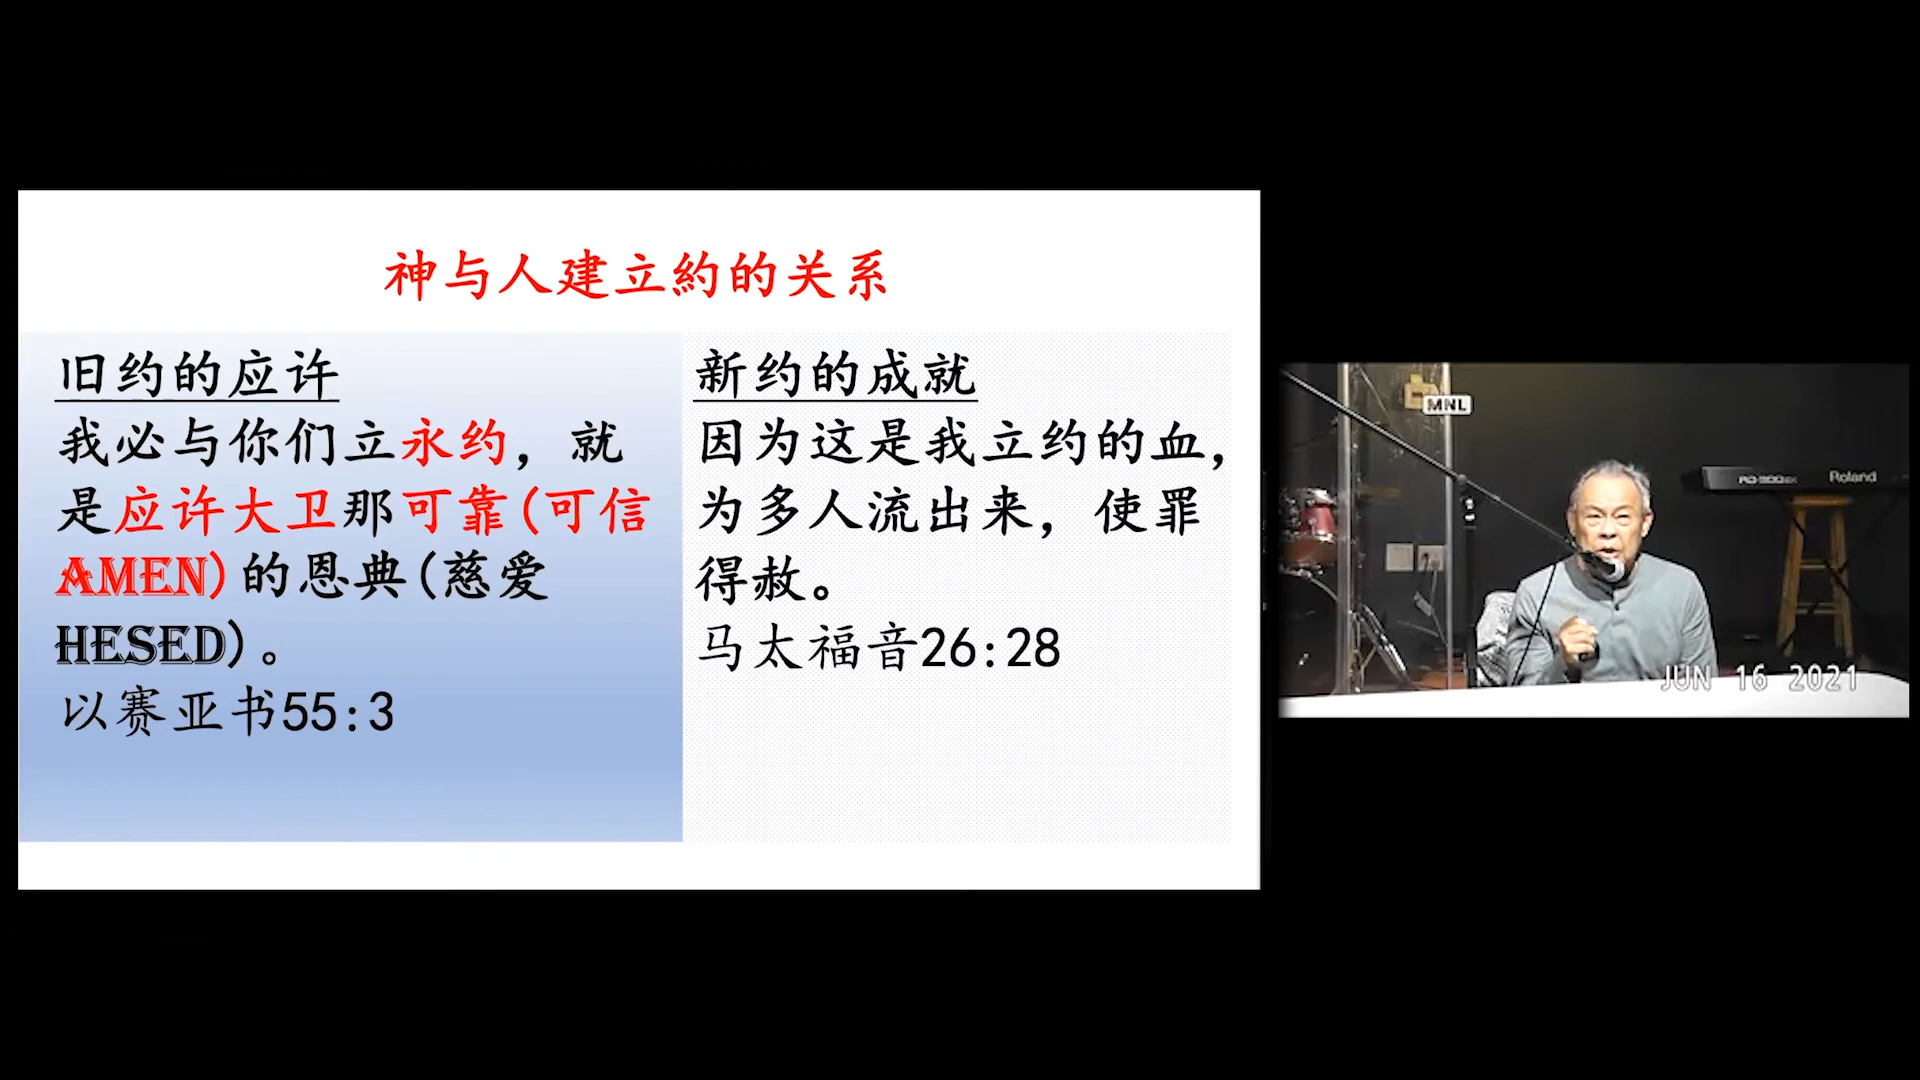 神与人建立約的关系
旧约的应许
我必与你们立永约，就
是应许大卫那可靠(可信
AMEN)的恩典(慈爱
HESED)。
以赛亚书55:3
新约的成就
因为这是我立约的血，
为多人流出来，使罪
得赦。
马太福音26:28
MNL
Roland
JUN 16 2021